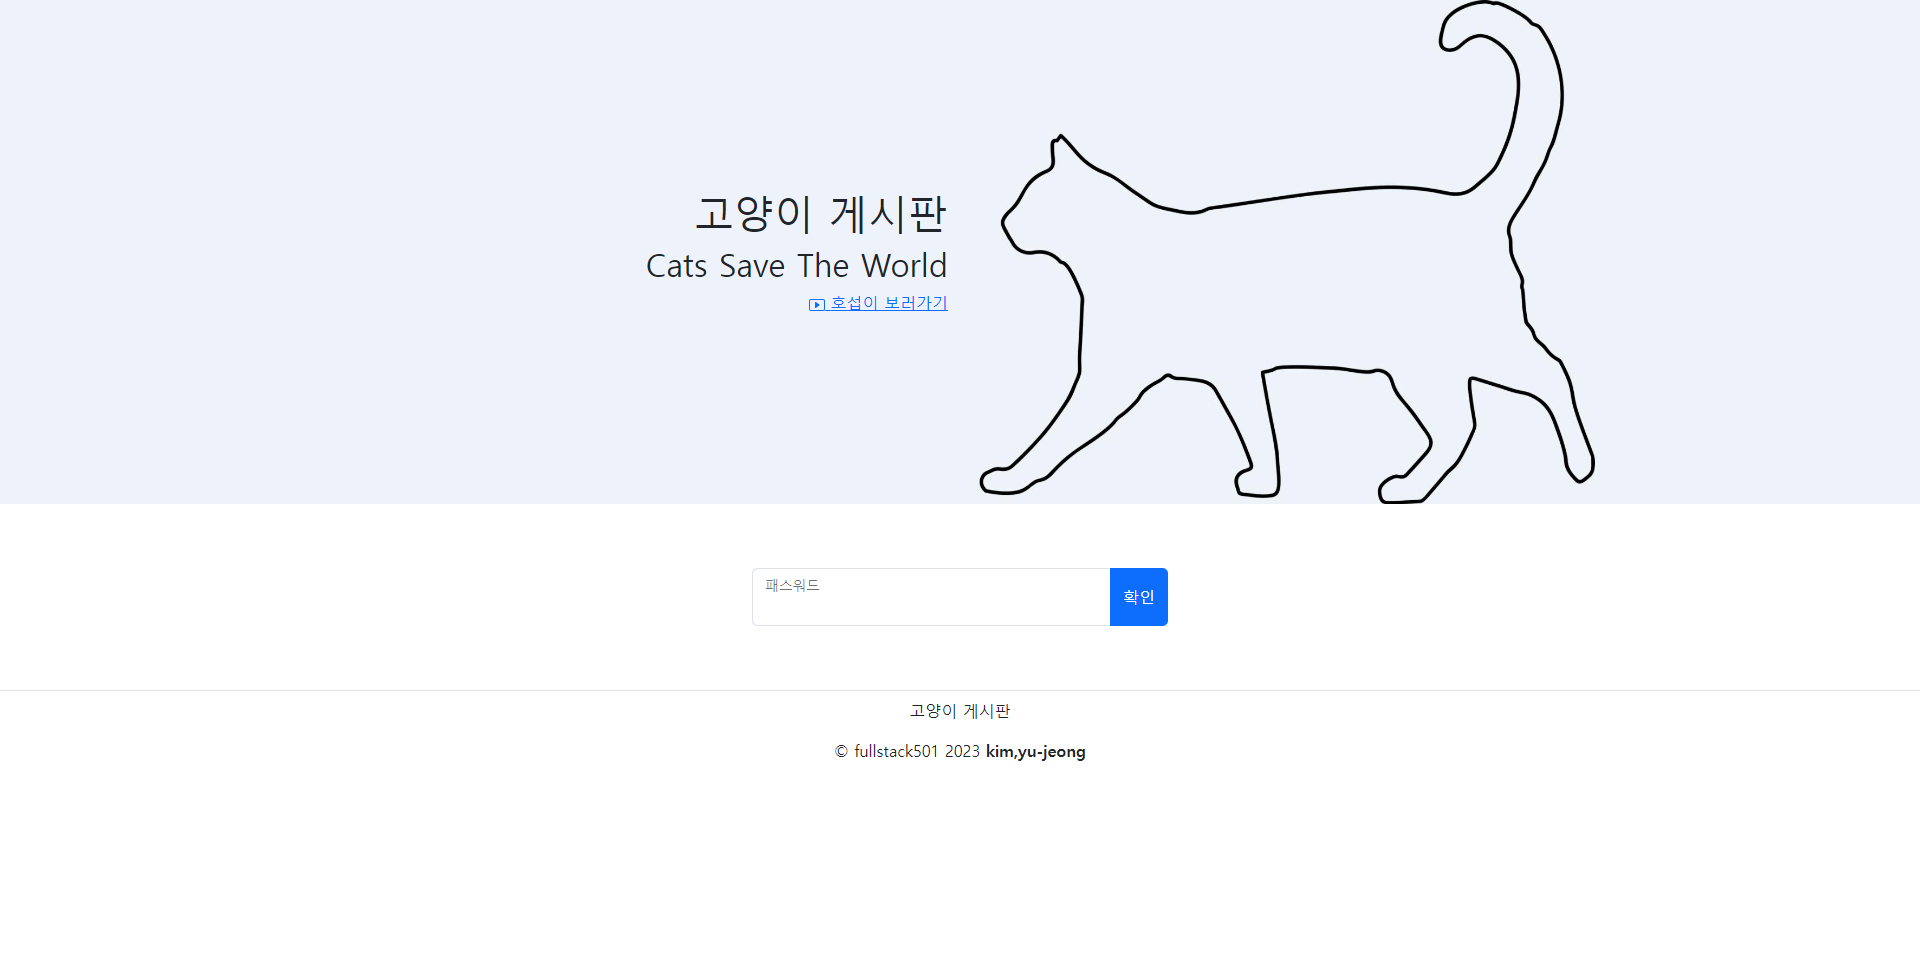 고양이 게시판
Cats Save The World
호섭이 보러가기
패스워드
확인
고양이 게시판
© fullstack501 2023 kim,yu-jeong